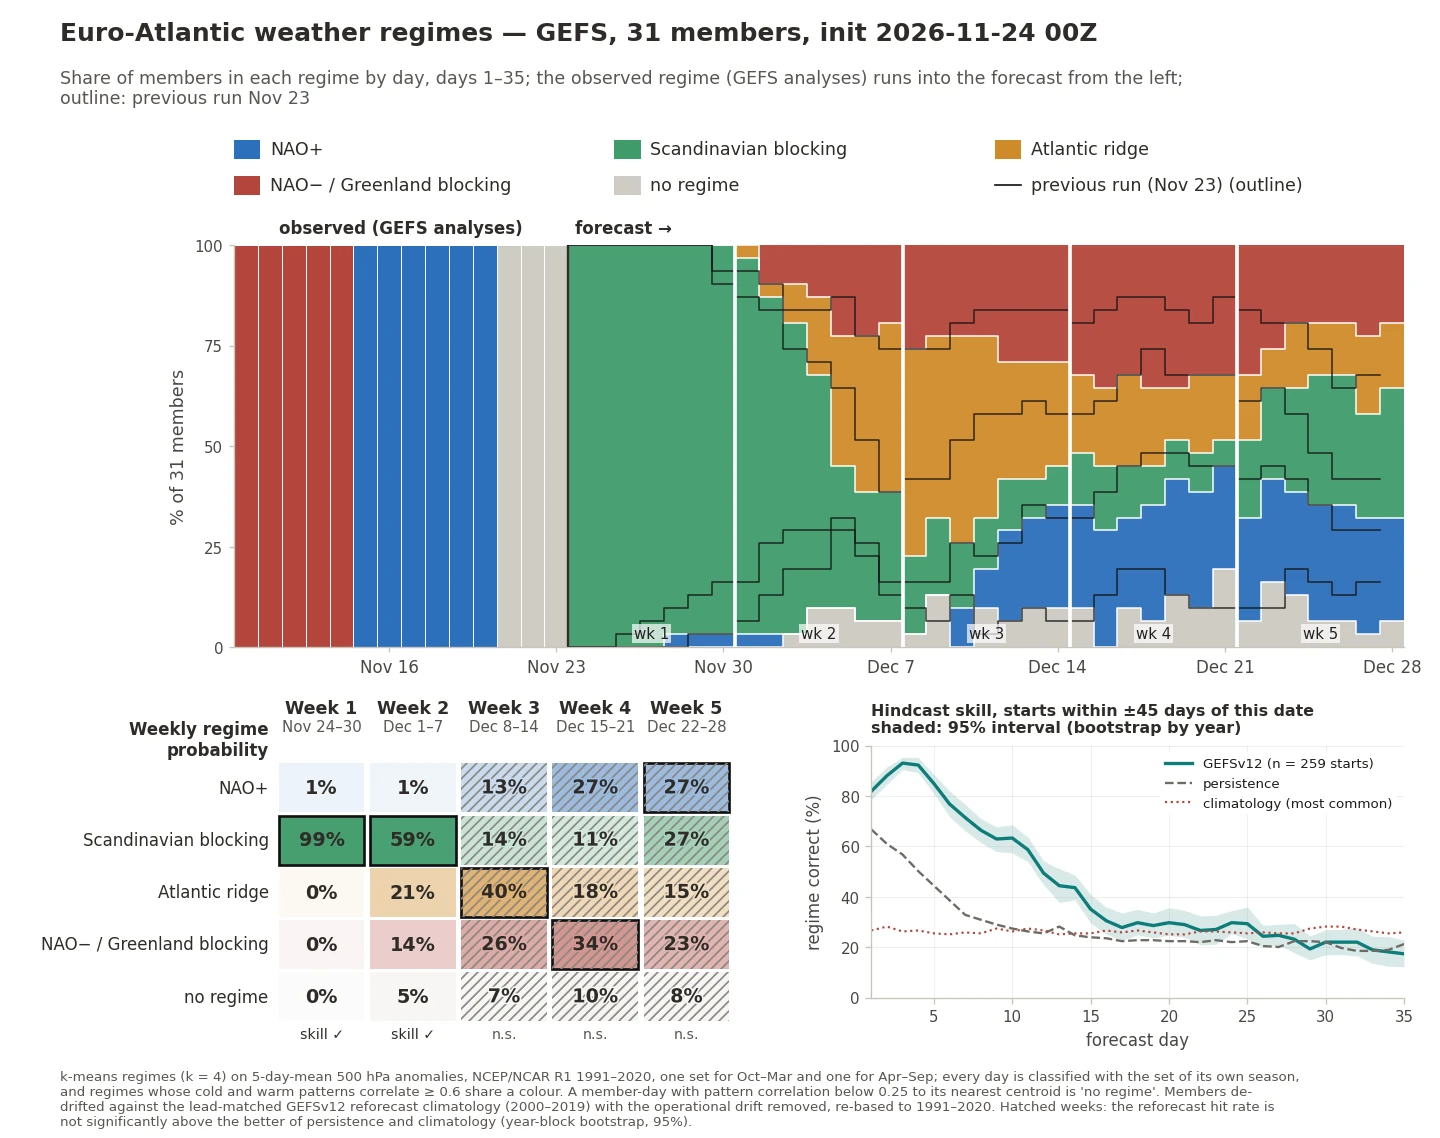 Euro-Atlantic weather regimes — GEFS, 31 members, init 2026-11-24 00Z
Share of members in each regime by day, days 1–35; the observed regime (GEFS analyses) runs into the forecast from the left;
outline: previous run Nov 23
NAO+
Scandinavian blocking
Atlantic ridge
NAO− / Greenland blocking
no regime
previous run (Nov 23) (outline)
observed (GEFS analyses)
forecast →
% of 31 members
100
75
50
25
0
wk 1
wk 2
wk 3
wk 4
wk 5
Nov 16
Nov 23
Nov 30
Dec 7
Dec 14
Dec 21
Dec 28
Weekly regime
probability
Week 1 Week 2 Week 3 Week 4 Week 5
Nov 24–30 Dec 1–7 Dec 8–14 Dec 15–21 Dec 22–28
NAO+ 1% 1% 13% 27% 27%
Scandinavian blocking 99% 59% 14% 11% 27%
Atlantic ridge 0% 21% 40% 18% 15%
NAO− / Greenland blocking 0% 14% 26% 34% 23%
no regime 0% 5% 7% 10% 8%
skill ✓ skill ✓ n.s. n.s. n.s.
Hindcast skill, starts within ±45 days of this date
shaded: 95% interval (bootstrap by year)
GEFSv12 (n = 259 starts)
persistence
climatology (most common)
regime correct (%)
100
80
60
40
20
0
5 10 15 20 25 30 35
forecast day
k-means regimes (k = 4) on 5-day-mean 500 hPa anomalies, NCEP/NCAR R1 1991–2020, one set for Oct–Mar and one for Apr–Sep; every day is classified with the set of its own season,
and regimes whose cold and warm patterns correlate ≥ 0.6 share a colour. A member-day with pattern correlation below 0.25 to its nearest centroid is 'no regime'. Members de-
drifted against the lead-matched GEFSv12 reforecast climatology (2000–2019) with the operational drift removed, re-based to 1991–2020. Hatched weeks: the reforecast hit rate is
not significantly above the better of persistence and climatology (year-block bootstrap, 95%).